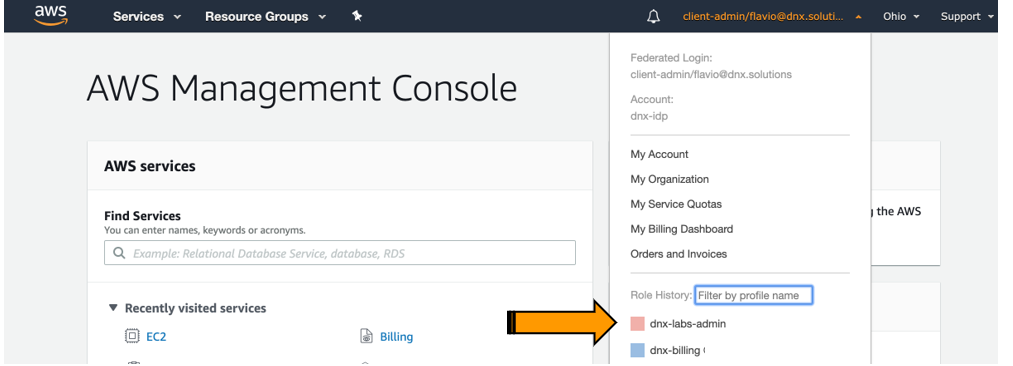 aws Services Resource Groups client-admin/flavio@dnx.soluti... Ohio Support
AWS Management Console
AWS services
Find Services
You can enter names, keywords or acronyms.
Example: Relational Database Service, database, RDS
Recently visited services
EC2 Billing
Federated Login:
client-admin/flavio@dnx.solutions
Account:
dnx-idp
My Account
My Organization
My Service Quotas
My Billing Dashboard
Orders and Invoices
Role History: Filter by profile name
dnx-labs-admin
dnx-billing
the AWS